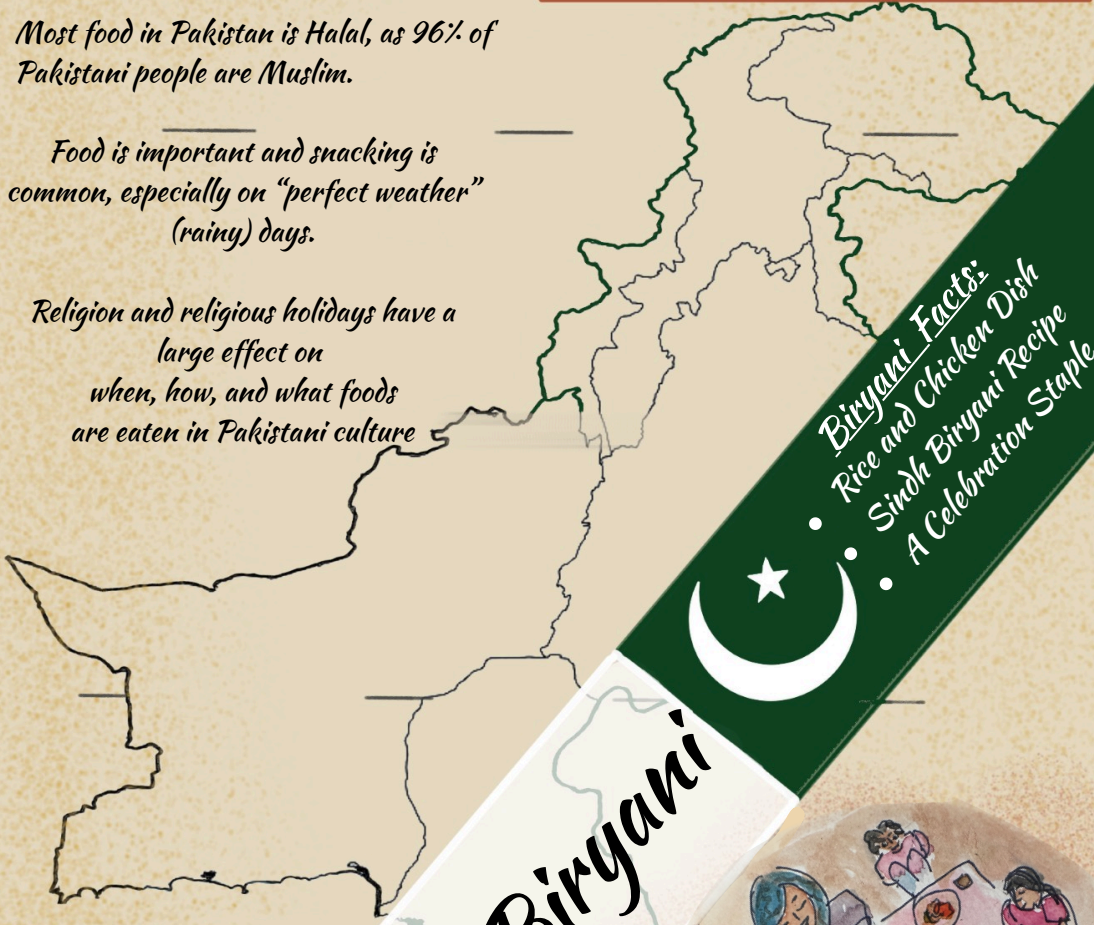 Most food in Pakistan is Halal, as 96% of
Pakistani people are Muslim.
Food is important and snacking is
common, especially on “perfect weather”
(rainy) days.
Religion and religious holidays have a
large effect on
when, how, and what foods
are eaten in Pakistani culture
Biryani Facts:
Rice and Chicken Dish
Sindh Biryani Recipe
A Celebration Staple
Biryani